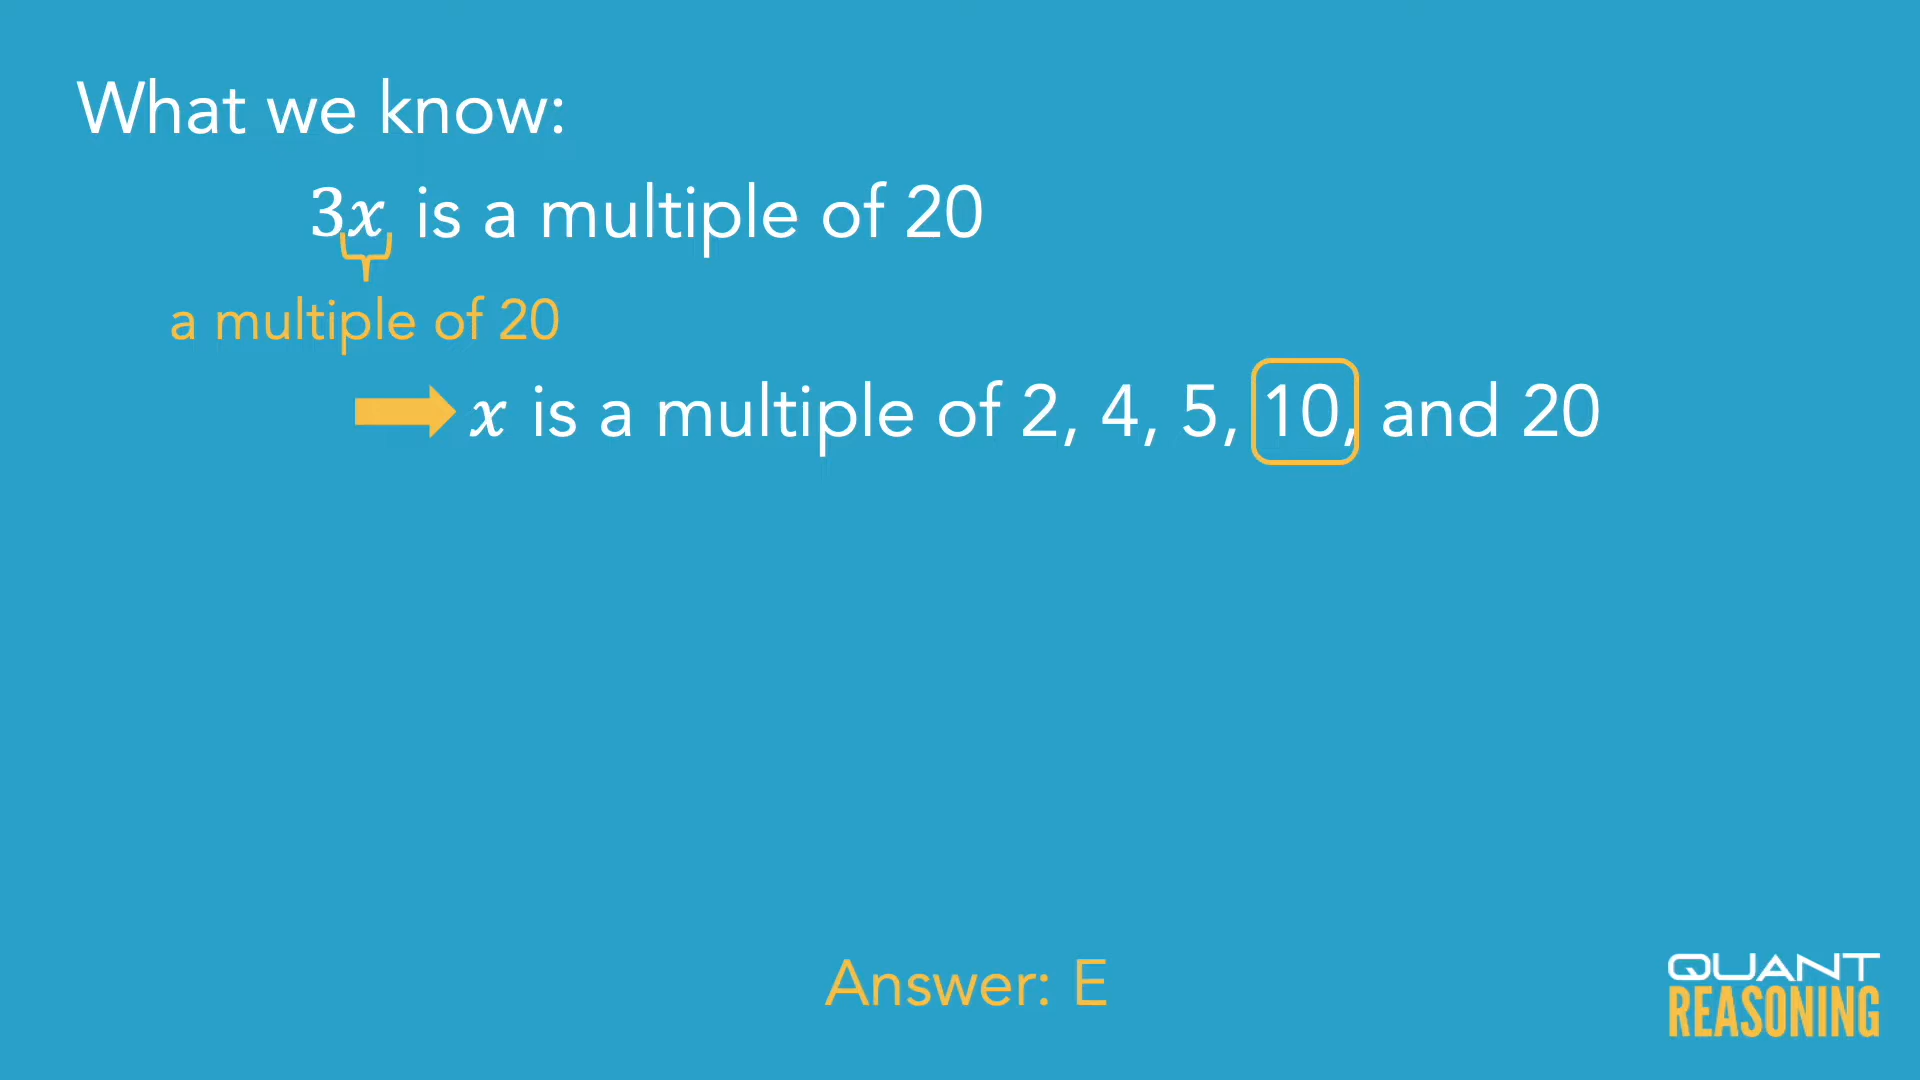 What we know:
3x is a multiple of 20
a multiple of 20
x is a multiple of 2, 4, 5, 10, and 20
Answer: E
QUANT
REASONING